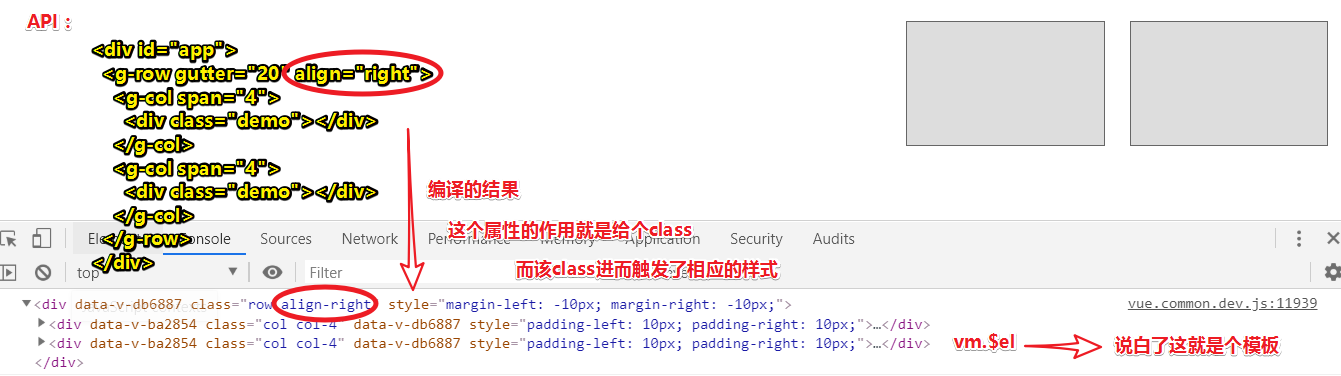 API：
<div id="app">
<g-row gutter="20" align="right">
<g-col span="4">
<div class="demo"></div>
</g-col>
<g-col span="4">
<div class="demo"></div>
</g-col>
</g-row>
</div>
编译的结果
这个属性的作用就是给个class
而该class进而触发了相应的样式
Console Sources Network Performance Memory Application Security Audits
top Filter
<div data-v-db6887 class="row align-right" style="margin-left: -10px; margin-right: -10px;"> vue.common.dev.js:11939
<div data-v-ba2854 class="col col-4" data-v-db6887 style="padding-left: 10px; padding-right: 10px;">…</div>
<div data-v-ba2854 class="col col-4" data-v-db6887 style="padding-left: 10px; padding-right: 10px;">…</div>
</div>
vm.$el 说白了这就是个模板